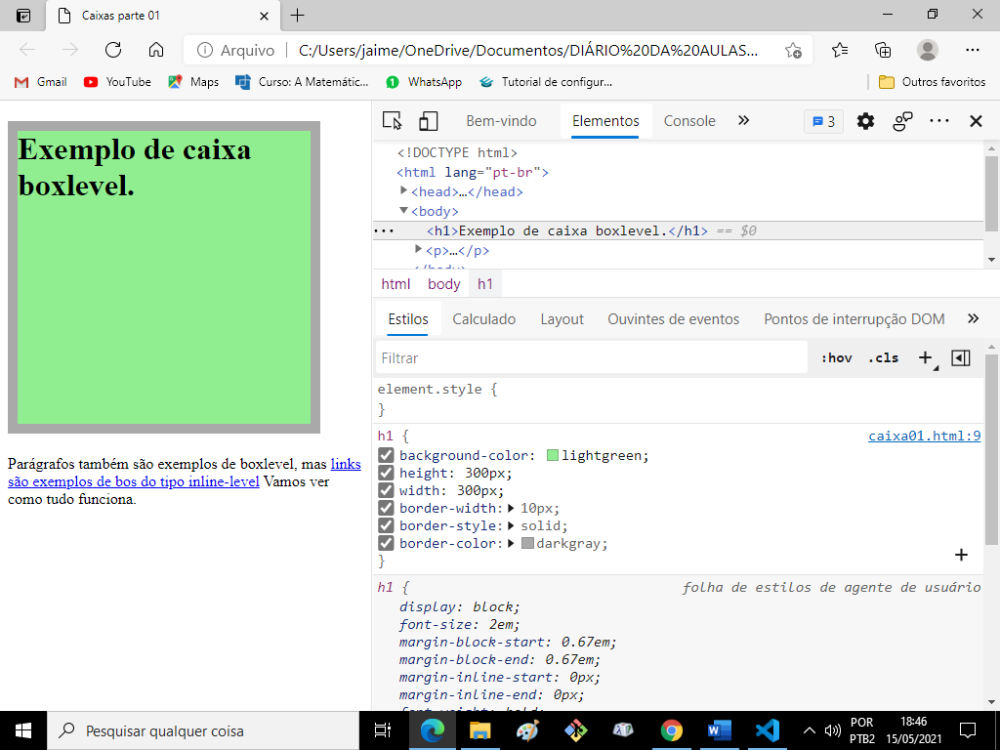 Caixas parte 01
Arquivo
C:/Users/jaime/OneDrive/Documentos/DIÁRIO%20DA%20AULAS...
Gmail
YouTube
Maps
Curso: A Matemátic...
WhatsApp
Tutorial de configur...
Outros favoritos
Exemplo de caixa
boxlevel.
Parágrafos também são exemplos de boxlevel, mas links
são exemplos de bos do tipo inline-level Vamos ver
como tudo funciona.
Bem-vindo
Elementos
Console
3
<!DOCTYPE html>
<html lang="pt-br">
<head>…</head>
<body>
<h1>Exemplo de caixa boxlevel.</h1> == $0
<p>…</p>
</body>
html body h1
Estilos
Calculado
Layout
Ouvintes de eventos
Pontos de interrupção DOM
Filtrar
:hov .cls +
element.style {
}
h1 { caixa01.html:9
background-color: lightgreen;
height: 300px;
width: 300px;
border-width: 10px;
border-style: solid;
border-color: darkgray;
}
h1 { folha de estilos de agente de usuário
display: block;
font-size: 2em;
margin-block-start: 0.67em;
margin-block-end: 0.67em;
margin-inline-start: 0px;
margin-inline-end: 0px;
font-weight: bold;
Pesquisar qualquer coisa
POR
PTB2
18:46
15/05/2021